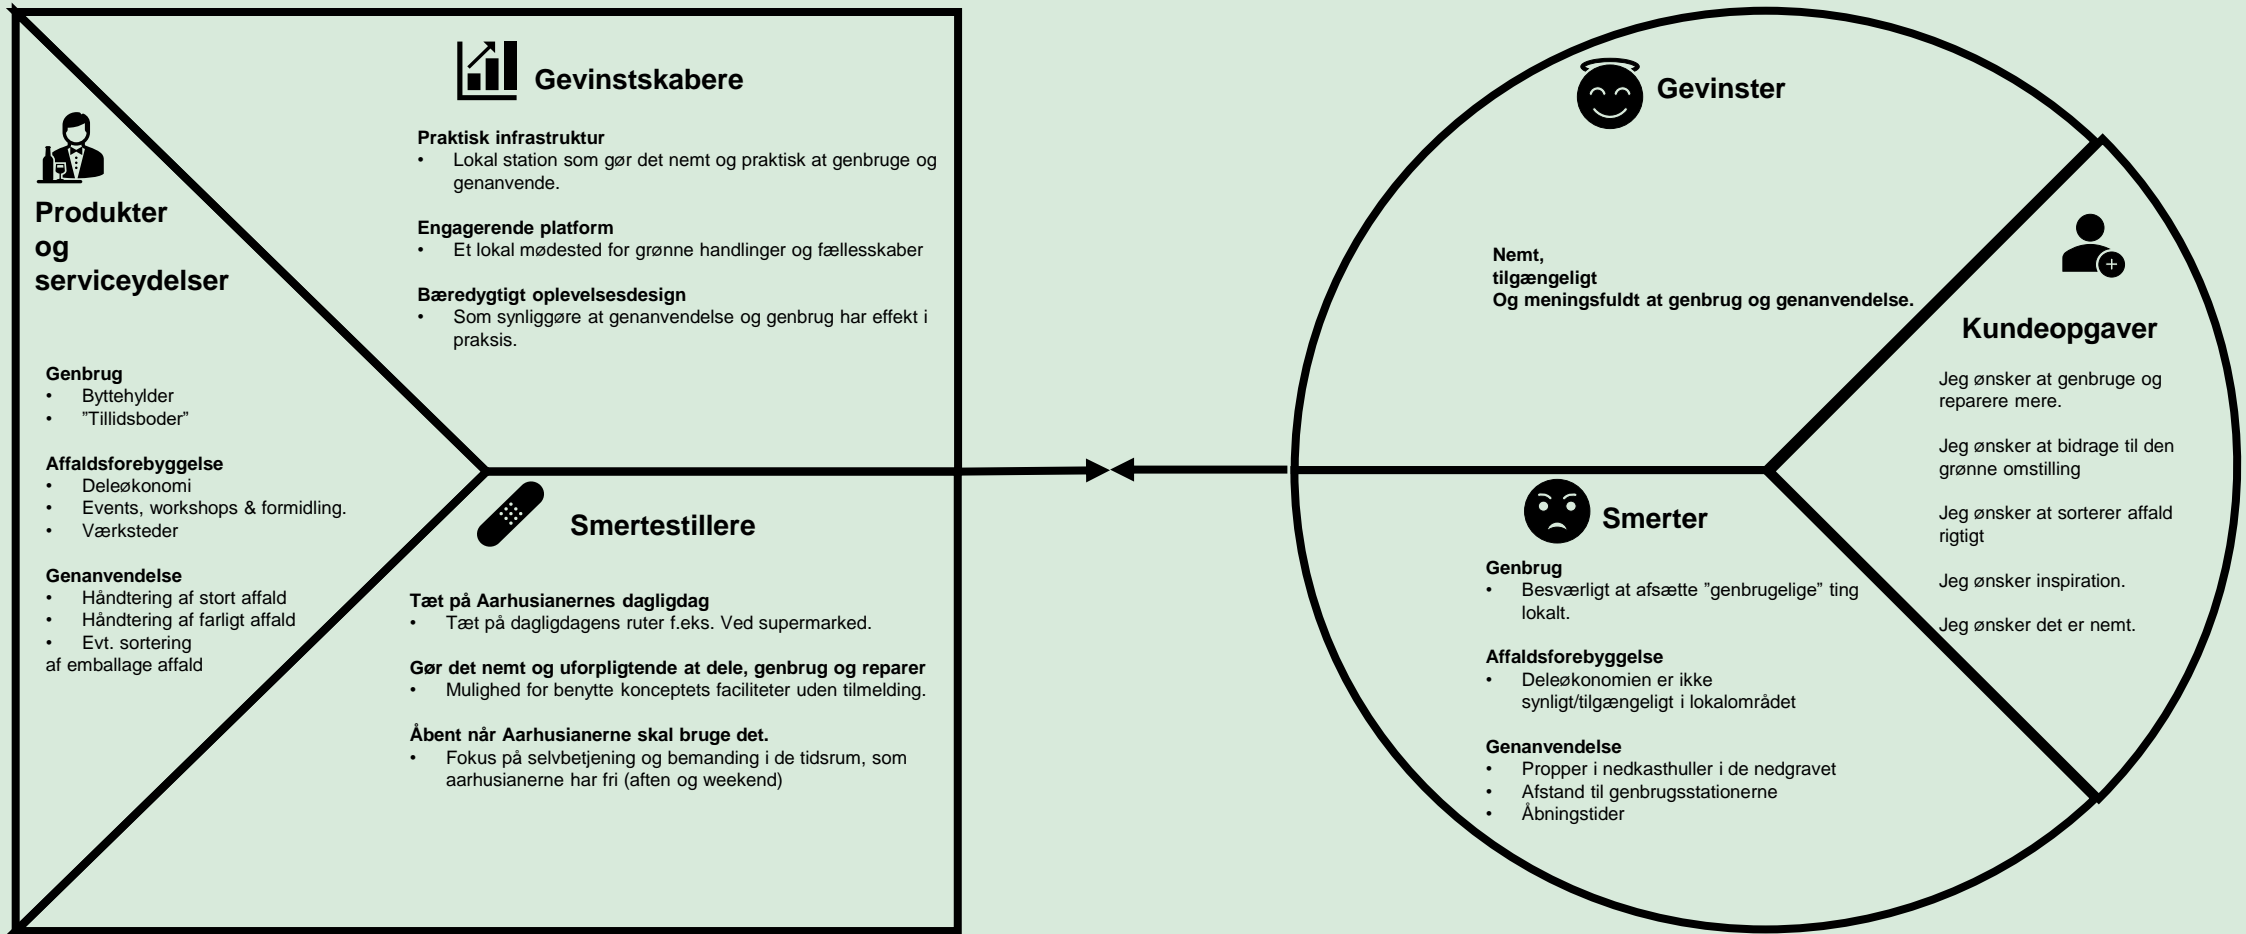 Gevinstskabere
Praktisk infrastruktur
• Lokal station som gør det nemt og praktisk at genbruge og
genanvende.
Engagerende platform
• Et lokal mødested for grønne handlinger og fællesskaber
Bæredygtigt oplevelsesdesign
• Som synliggøre at genanvendelse og genbrug har effekt i
praksis.
Produkter
og
serviceydelser
Genbrug
• Byttehylder
• ”Tillidsboder”
Affaldsforebyggelse
• Deleøkonomi
• Events, workshops & formidling.
• Værksteder
Genanvendelse
• Håndtering af stort affald
• Håndtering af farligt affald
• Evt. sortering
af emballage affald
Smertestillere
Tæt på Aarhusianernes dagligdag
• Tæt på dagligdagens ruter f.eks. Ved supermarked.
Gør det nemt og uforpligtende at dele, genbrug og reparer
• Mulighed for benytte konceptets faciliteter uden tilmelding.
Åbent når Aarhusianerne skal bruge det.
• Fokus på selvbetjening og bemanding i de tidsrum, som
aarhusianerne har fri (aften og weekend)
Gevinster
Nemt,
tilgængeligt
Og meningsfuldt at genbrug og genanvendelse.
Kundeopgaver
Jeg ønsker at genbruge og
reparere mere.
Jeg ønsker at bidrage til den
grønne omstilling
Jeg ønsker at sorterer affald
rigtigt
Jeg ønsker inspiration.
Jeg ønsker det er nemt.
Smerter
Genbrug
• Besværligt at afsætte ”genbrugelige” ting
lokalt.
Affaldsforebyggelse
• Deleøkonomien er ikke
synligt/tilgængeligt i lokalområdet
Genanvendelse
• Propper i nedkasthuller i de nedgravet
• Afstand til genbrugsstationerne
• Åbningstider